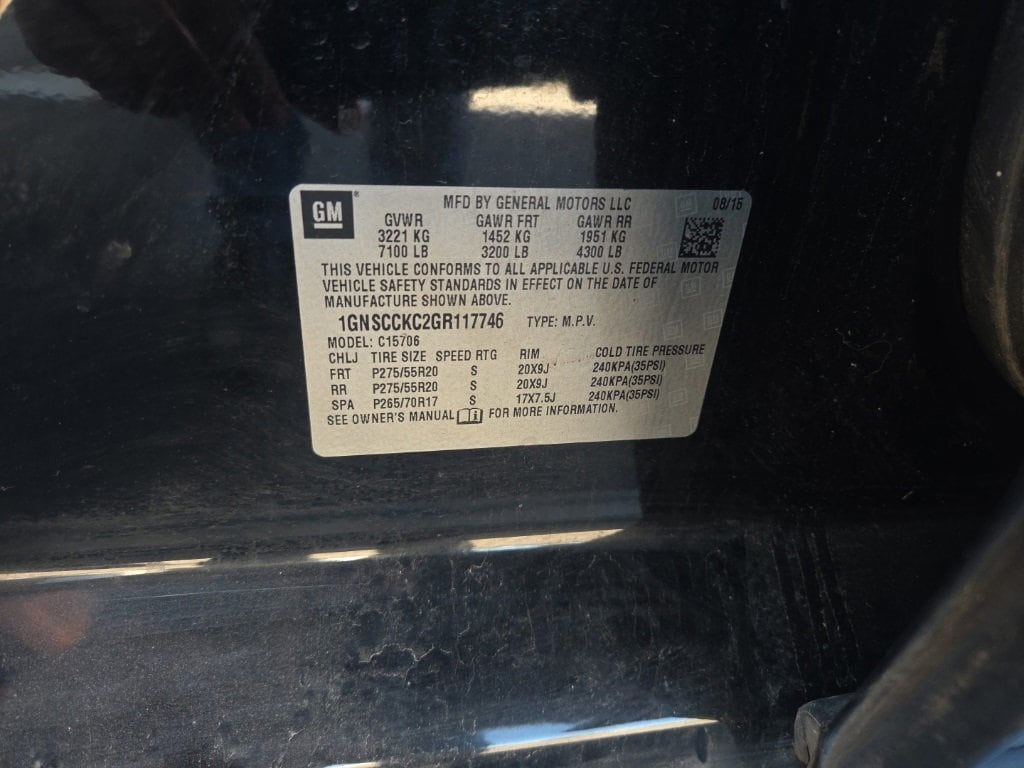 GM ® MFD BY GENERAL MOTORS LLC 08/15
GVWR GAWR FRT GAWR RR
3221 KG 1452 KG 1951 KG
7100 LB 3200 LB 4300 LB
THIS VEHICLE CONFORMS TO ALL APPLICABLE U.S. FEDERAL MOTOR
VEHICLE SAFETY STANDARDS IN EFFECT ON THE DATE OF
MANUFACTURE SHOWN ABOVE.
1GNSCCKC2GR117746 TYPE: M.P.V.
MODEL: C15706
CHLJ TIRE SIZE SPEED RTG RIM COLD TIRE PRESSURE
FRT P275/55R20 S 20X9J 240KPA(35PSI)
RR P275/55R20 S 20X9J 240KPA(35PSI)
SPA P265/70R17 S 17X7.5J 240KPA(35PSI)
SEE OWNER'S MANUAL FOR MORE INFORMATION.